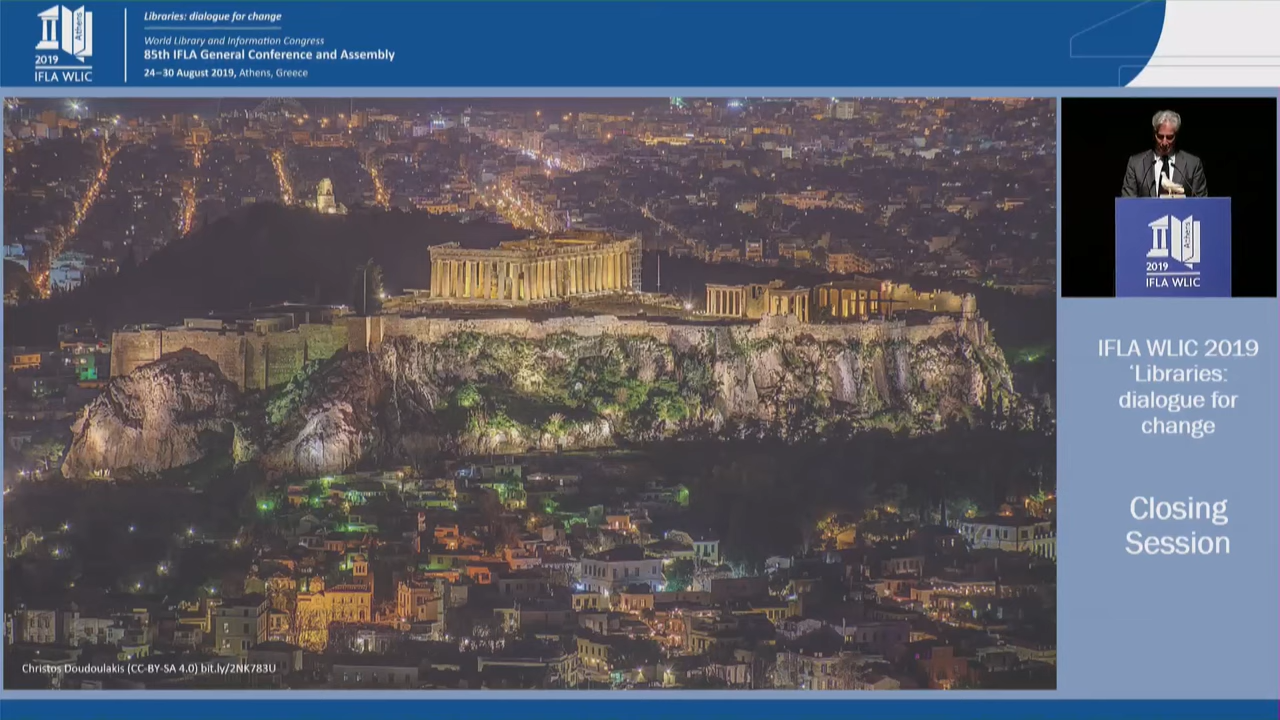 Libraries: dialogue for change
World Library and Information Congress
85th IFLA General Conference and Assembly
24–30 August 2019, Athens, Greece
Athens
2019
IFLA WLIC
Athens
2019
IFLA WLIC
IFLA WLIC 2019
‘Libraries:
dialogue for
change
Closing
Session
Christos Doudoulakis (CC-BY-SA 4.0) bit.ly/2NK783U